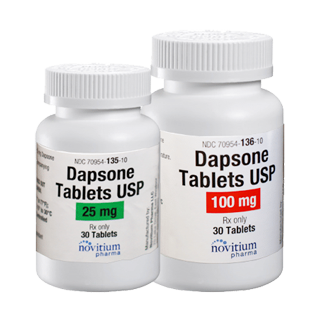 NDC 70954-135-10
Dapsone
Tablets USP
25 mg
Rx only
30 Tablets
novitium
pharma
NDC 70954-136-10
Dapsone
Tablets USP
100 mg
Rx only
30 Tablets
novitium
pharma